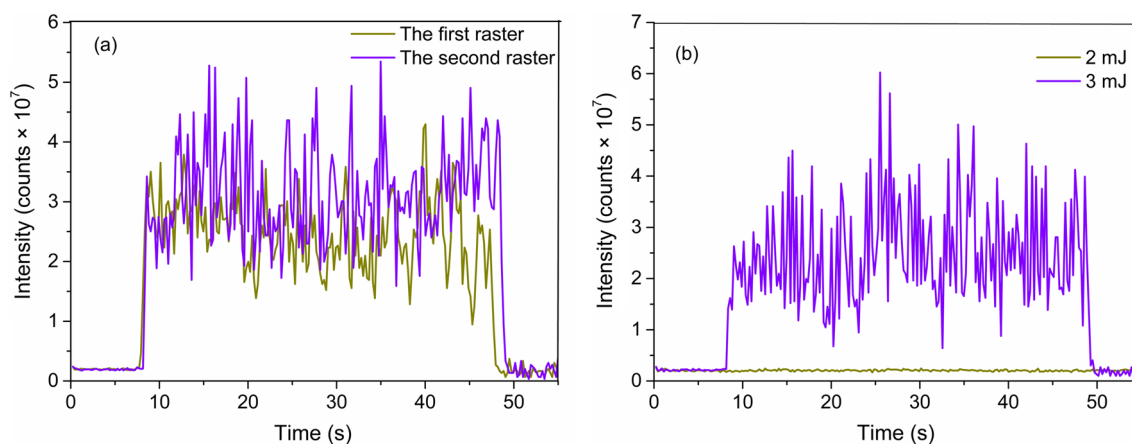 (a)
The first raster
The second raster
Intensity (counts × 10⁷)
6
5
4
3
2
1
0
0 10 20 30 40 50
Time (s)
(b)
2 mJ
3 mJ
Intensity (counts × 10⁷)
7
6
5
4
3
2
1
0
0 10 20 30 40 50
Time (s)